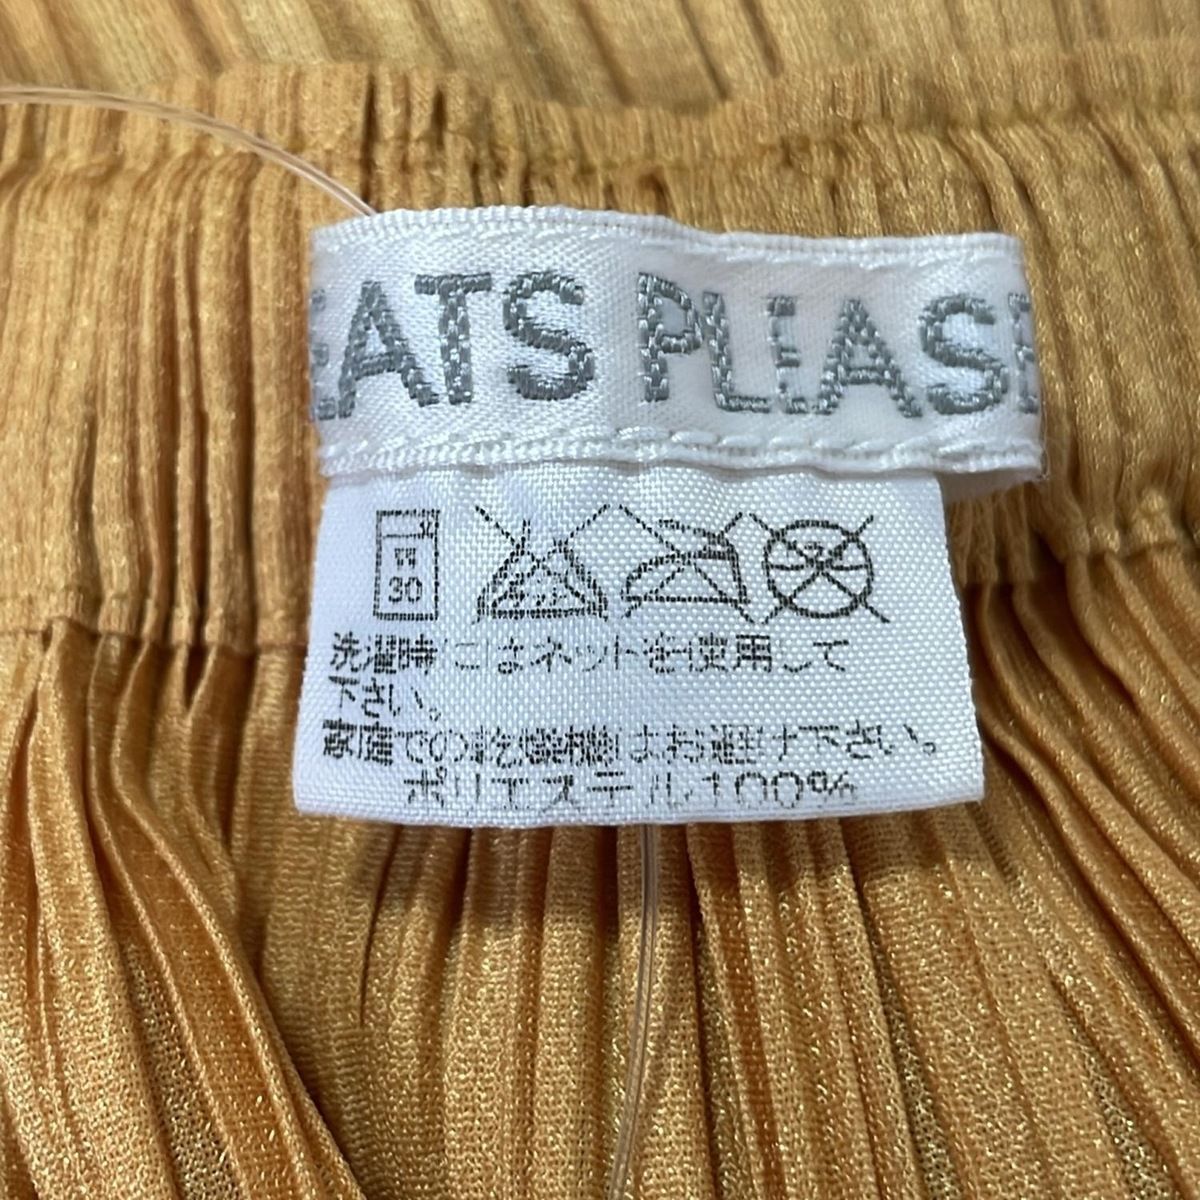 EATS PLEASE
30
洗濯時にはネットを使用して
下さい。
家庭での乾燥機はお避け下さい。
ポリエステル100%